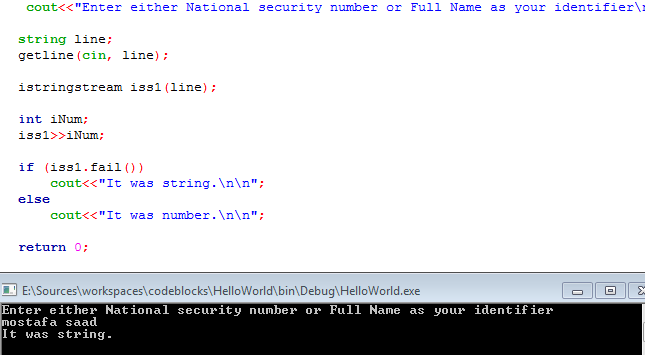 cout<<"Enter either National security number or Full Name as your identifier\
string line;
getline(cin, line);
istringstream iss1(line);
int iNum;
iss1>>iNum;
if (iss1.fail())
cout<<"It was string.\n\n";
else
cout<<"It was number.\n\n";
return 0;
E:\Sources\workspaces\codeblocks\HelloWorld\bin\Debug\HelloWorld.exe
Enter either National security number or Full Name as your identifier
mostafa saad
It was string.